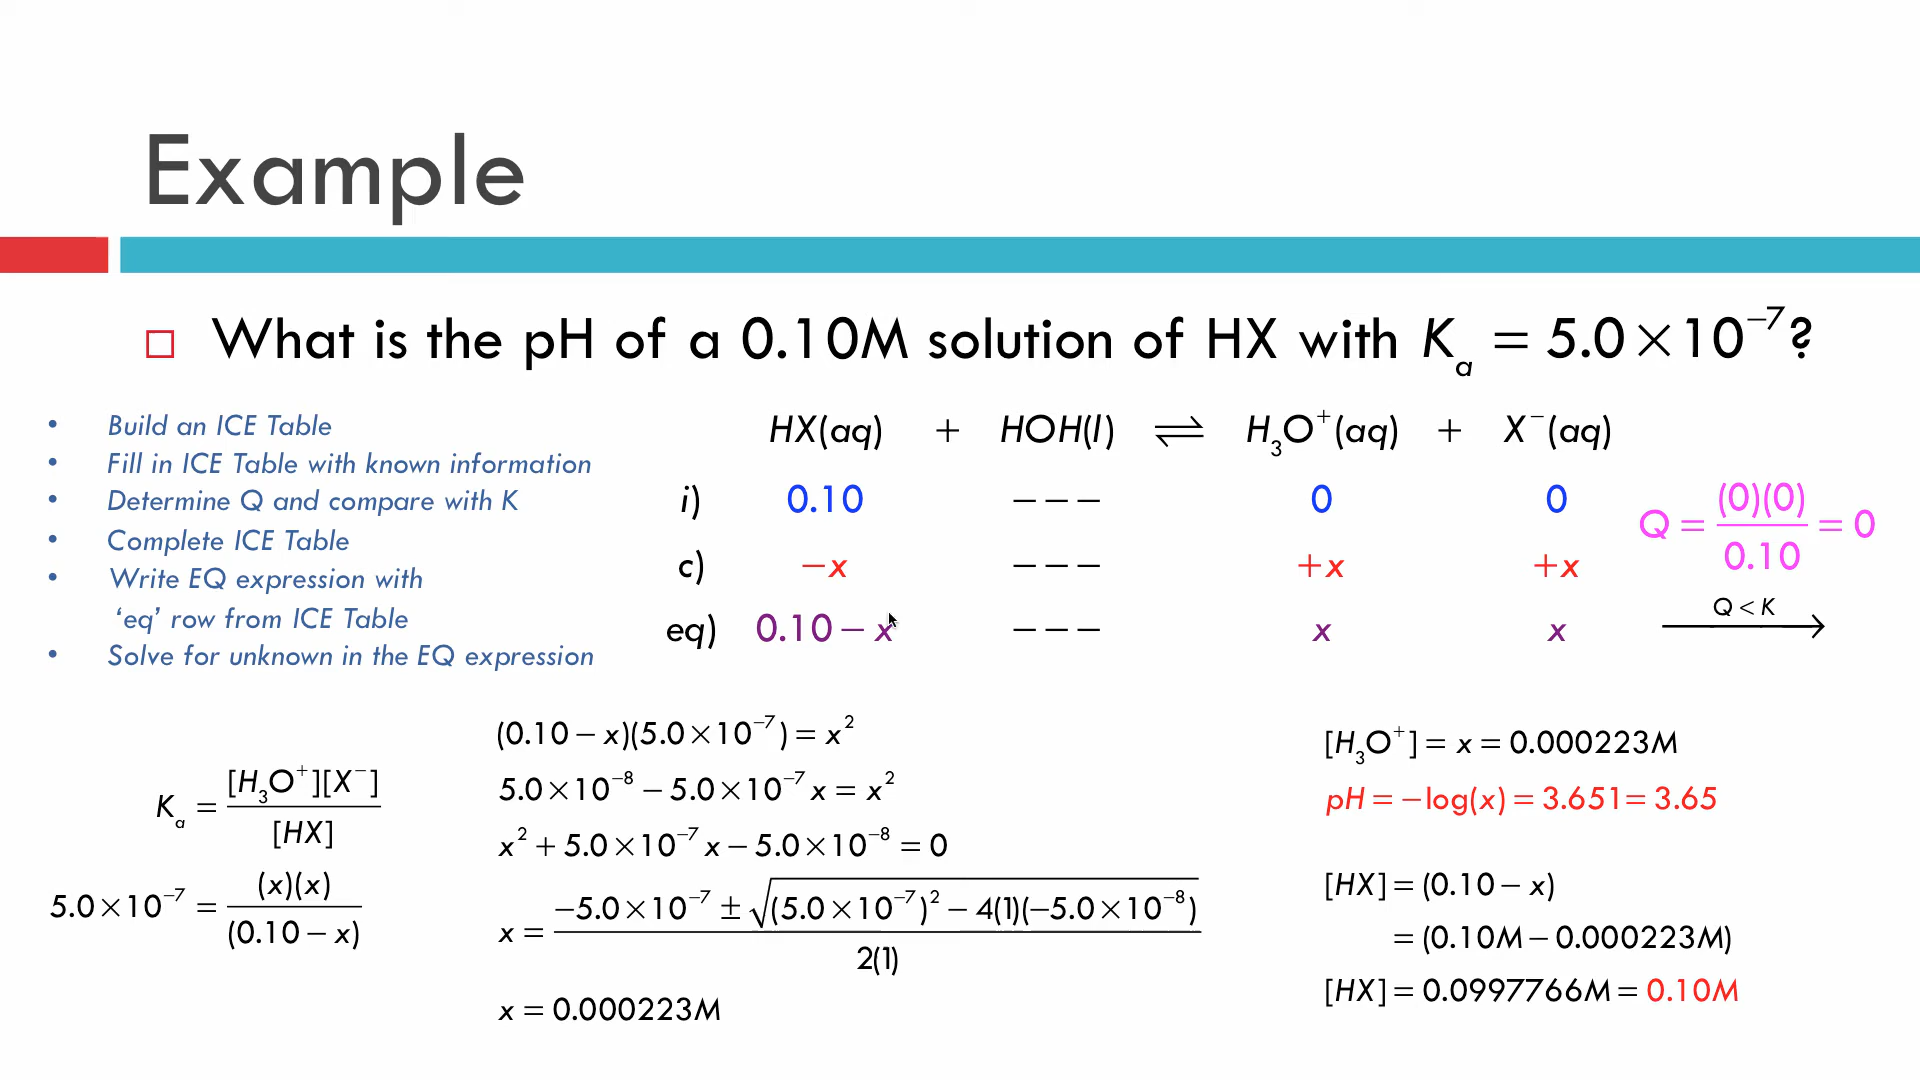 Example
What is the pH of a 0.10M solution of HX with Kₐ = 5.0×10⁻⁷?
• Build an ICE Table
• Fill in ICE Table with known information
• Determine Q and compare with K
• Complete ICE Table
• Write EQ expression with
‘eq’ row from ICE Table
• Solve for unknown in the EQ expression
HX(aq) + HOH(l) ⇌ H₃O⁺(aq) + X⁻(aq)
i) 0.10 −−− 0 0
c) −x −−− +x +x
eq) 0.10 − x −−− x x
Q = (0)(0) / 0.10 = 0
Q < K
Kₐ = [H₃O⁺][X⁻] / [HX]
5.0×10⁻⁷ = (x)(x) / (0.10 − x)
(0.10 − x)(5.0×10⁻⁷) = x²
5.0×10⁻⁸ − 5.0×10⁻⁷ x = x²
x² + 5.0×10⁻⁷ x − 5.0×10⁻⁸ = 0
x = −5.0×10⁻⁷ ± √((5.0×10⁻⁷)² − 4(1)(−5.0×10⁻⁸) / 2(1)
x = 0.000223M
[H₃O⁺] = x = 0.000223M
pH = −log(x) = 3.651 = 3.65
[HX] = (0.10 − x)
= (0.10M − 0.000223M)
[HX] = 0.0997766M = 0.10M